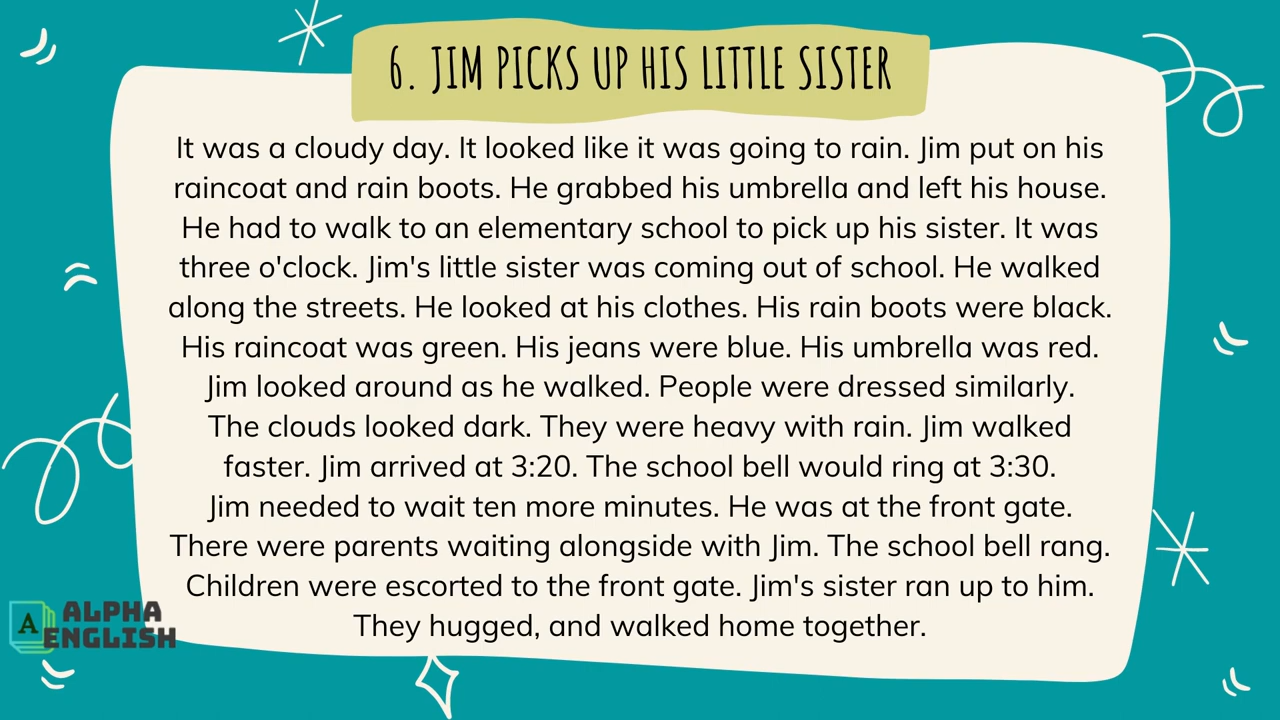 6. JIM PICKS UP HIS LITTLE SISTER
It was a cloudy day. It looked like it was going to rain. Jim put on his
raincoat and rain boots. He grabbed his umbrella and left his house.
He had to walk to an elementary school to pick up his sister. It was
three o'clock. Jim's little sister was coming out of school. He walked
along the streets. He looked at his clothes. His rain boots were black.
His raincoat was green. His jeans were blue. His umbrella was red.
Jim looked around as he walked. People were dressed similarly.
The clouds looked dark. They were heavy with rain. Jim walked
faster. Jim arrived at 3:20. The school bell would ring at 3:30.
Jim needed to wait ten more minutes. He was at the front gate.
There were parents waiting alongside with Jim. The school bell rang.
Children were escorted to the front gate. Jim's sister ran up to him.
They hugged, and walked home together.
A
ALPHA
ENGLISH